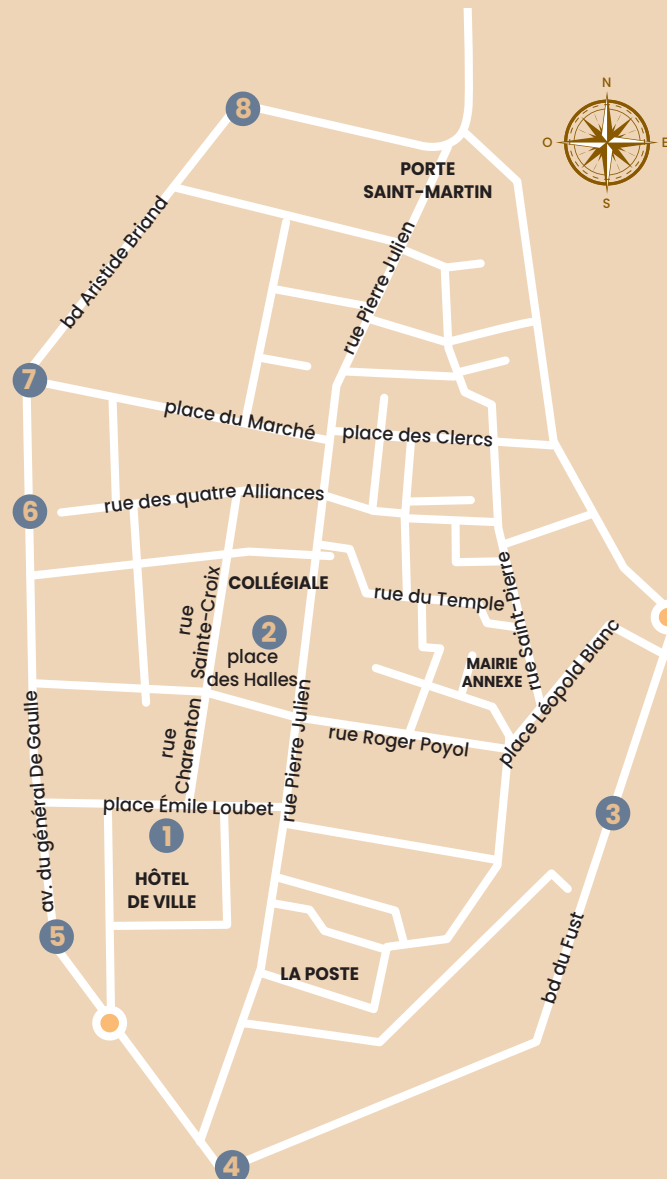 N
8
O
E
PORTE
SAINT-MARTIN
S
bd Aristide Briand
rue Pierre Julien
7
place du Marché
place des Clercs
rue des quatre Alliances
6
COLLÉGIALE
rue
Sainte-Croix
rue du Temple
rue Saint-Pierre
2
place
des Halles
MAIRIE
ANNEXE
place Léopold Blanc
av. du général De Gaulle
rue
Charenton
rue Pierre Julien
rue Roger Poyol
place Émile Loubet
3
1
HÔTEL
DE VILLE
5
LA POSTE
bd du Fust
4